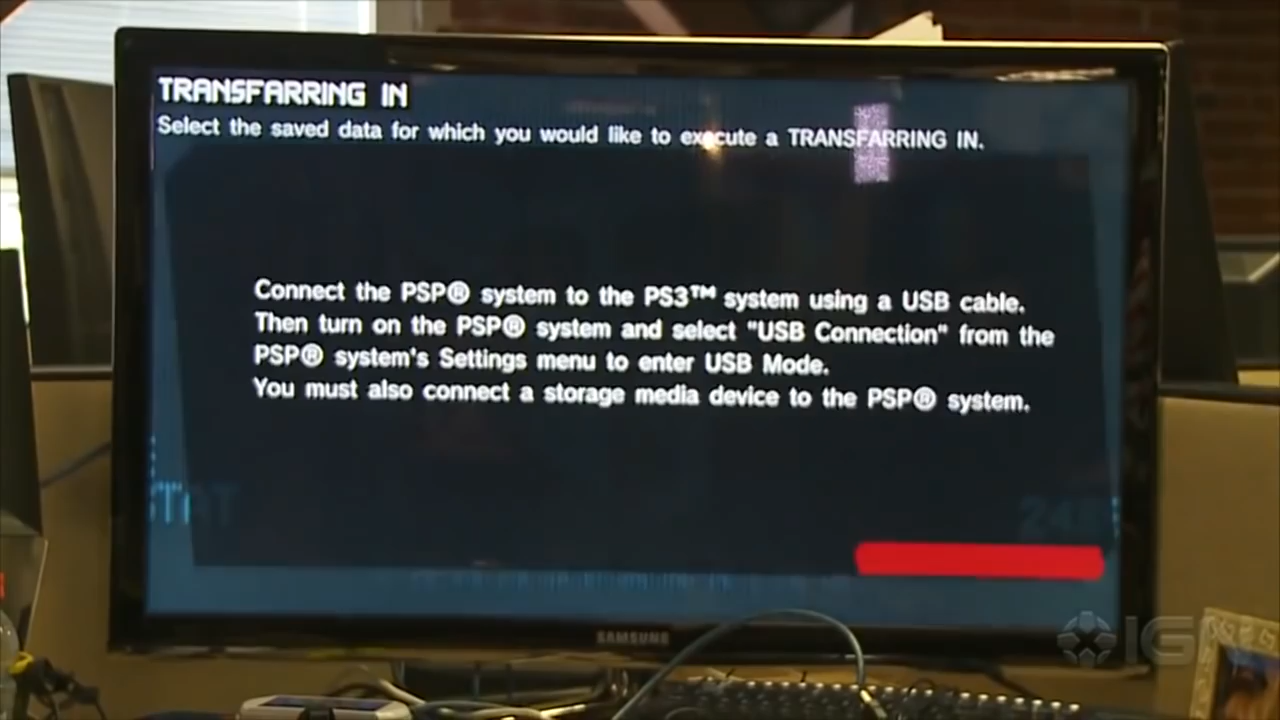 TRANSFARRING IN
Select the saved data for which you would like to execute a TRANSFARRING IN.
Connect the PSP® system to the PS3™ system using a USB cable.
Then turn on the PSP® system and select "USB Connection" from the
PSP® system's Settings menu to enter USB Mode.
You must also connect a storage media device to the PSP® system.
SAMSUNG
IGN